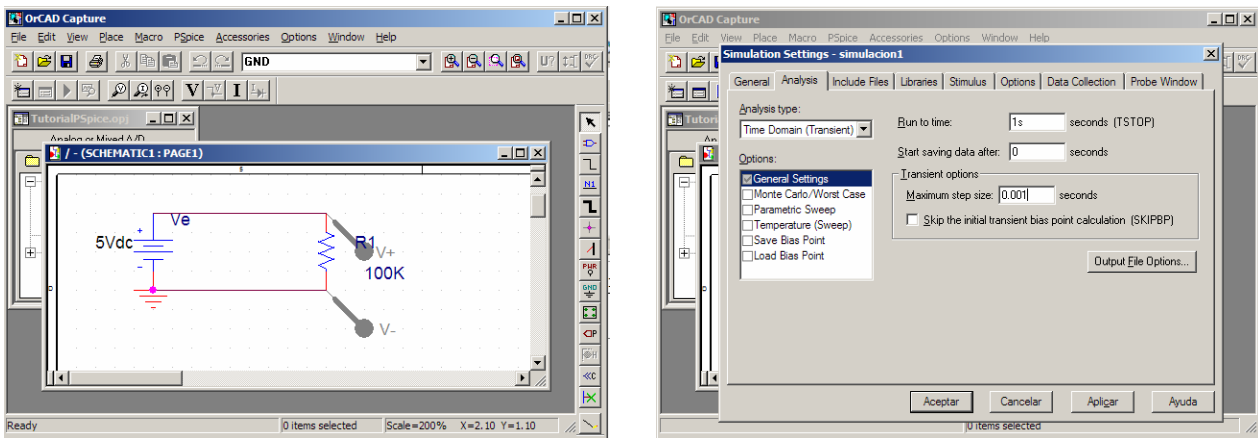 OrCAD Capture
File Edit View Place Macro PSpice Accessories Options Window Help
GND
U?
V I
TutorialPSpice.opj
Analog or Mixed A/D
/ - (SCHEMATIC1 : PAGE1)
5
Ve
5Vdc
+
-
R1
V+
100K
V-
D
N1
PWR
GND
Ready
0 items selected
Scale=200% X=2.10 Y=1.10
OrCAD Capture
File Edit View Place Macro PSpice Accessories Options Window Help
Simulation Settings - simulacion1
General Analysis Include Files Libraries Stimulus Options Data Collection Probe Window
Analysis type:
Time Domain (Transient)
Options:
General Settings
Monte Carlo/Worst Case
Parametric Sweep
Temperature (Sweep)
Save Bias Point
Load Bias Point
Run to time: 1s seconds (TSTOP)
Start saving data after: 0 seconds
Transient options
Maximum step size: 0.001 seconds
Skip the initial transient bias point calculation (SKIPBP)
Output File Options...
Aceptar Cancelar Aplicar Ayuda
0 items selected